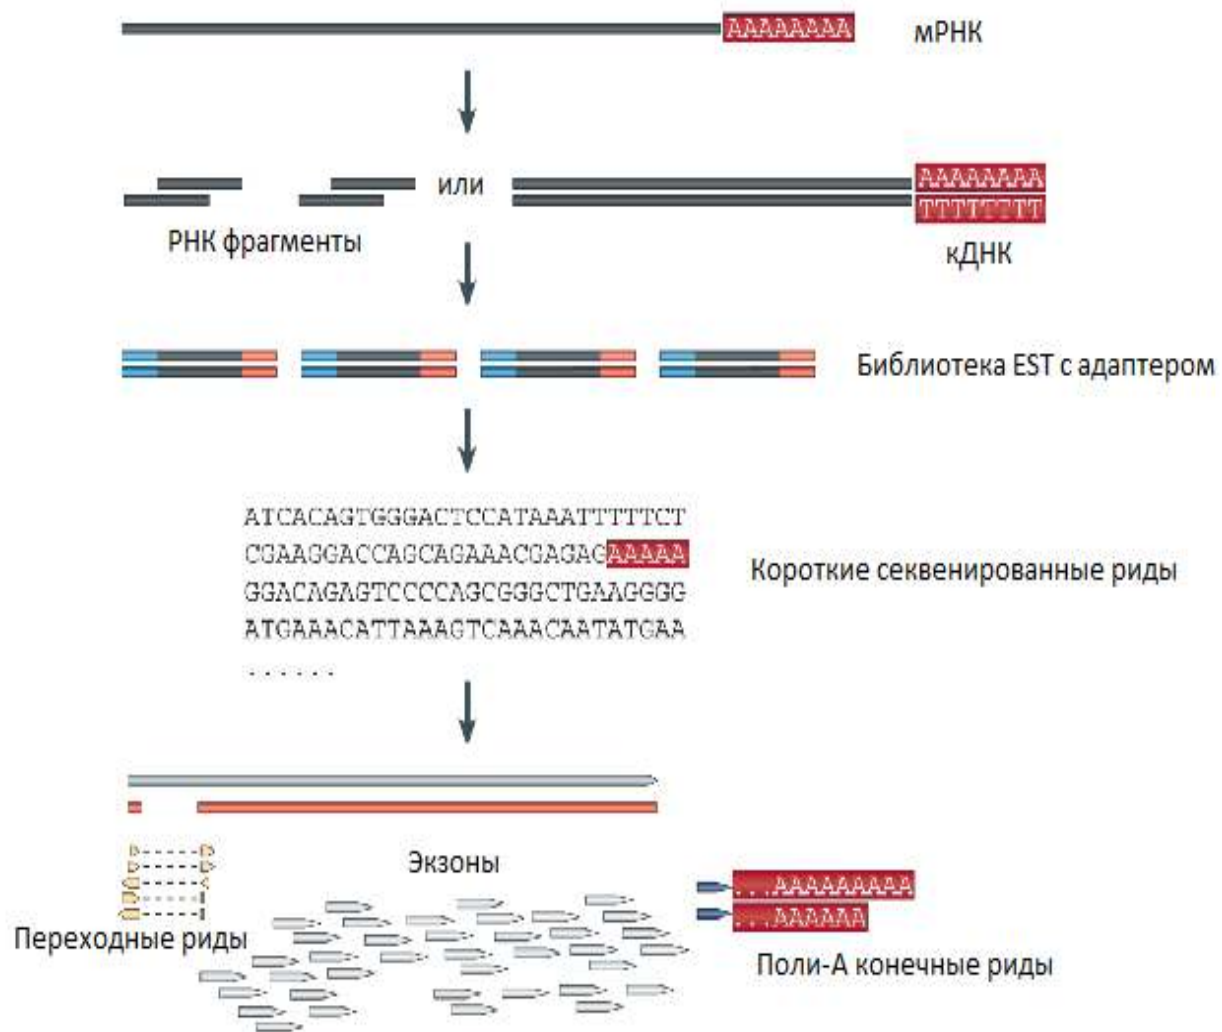 AAAAAAAA мРНК
или
AAAAAAAA
TTTTTTTT
РНК фрагменты
кДНК
Библиотека EST с адаптером
ATCACAGTGGGACTCCATAAATTTTTCT
CGAAGGACCAGCAGAAACGAGAGAAAAA
GGACAGAGTCCCCAGCGGGCTGAAGGGG
ATGAAACATTAAAGTCAAACAATATGAA
. . . . . .
Короткие секвенированные риды
Экзоны
Переходные риды
...AAAAAAAAA
...AAAAAA
Поли-А конечные риды